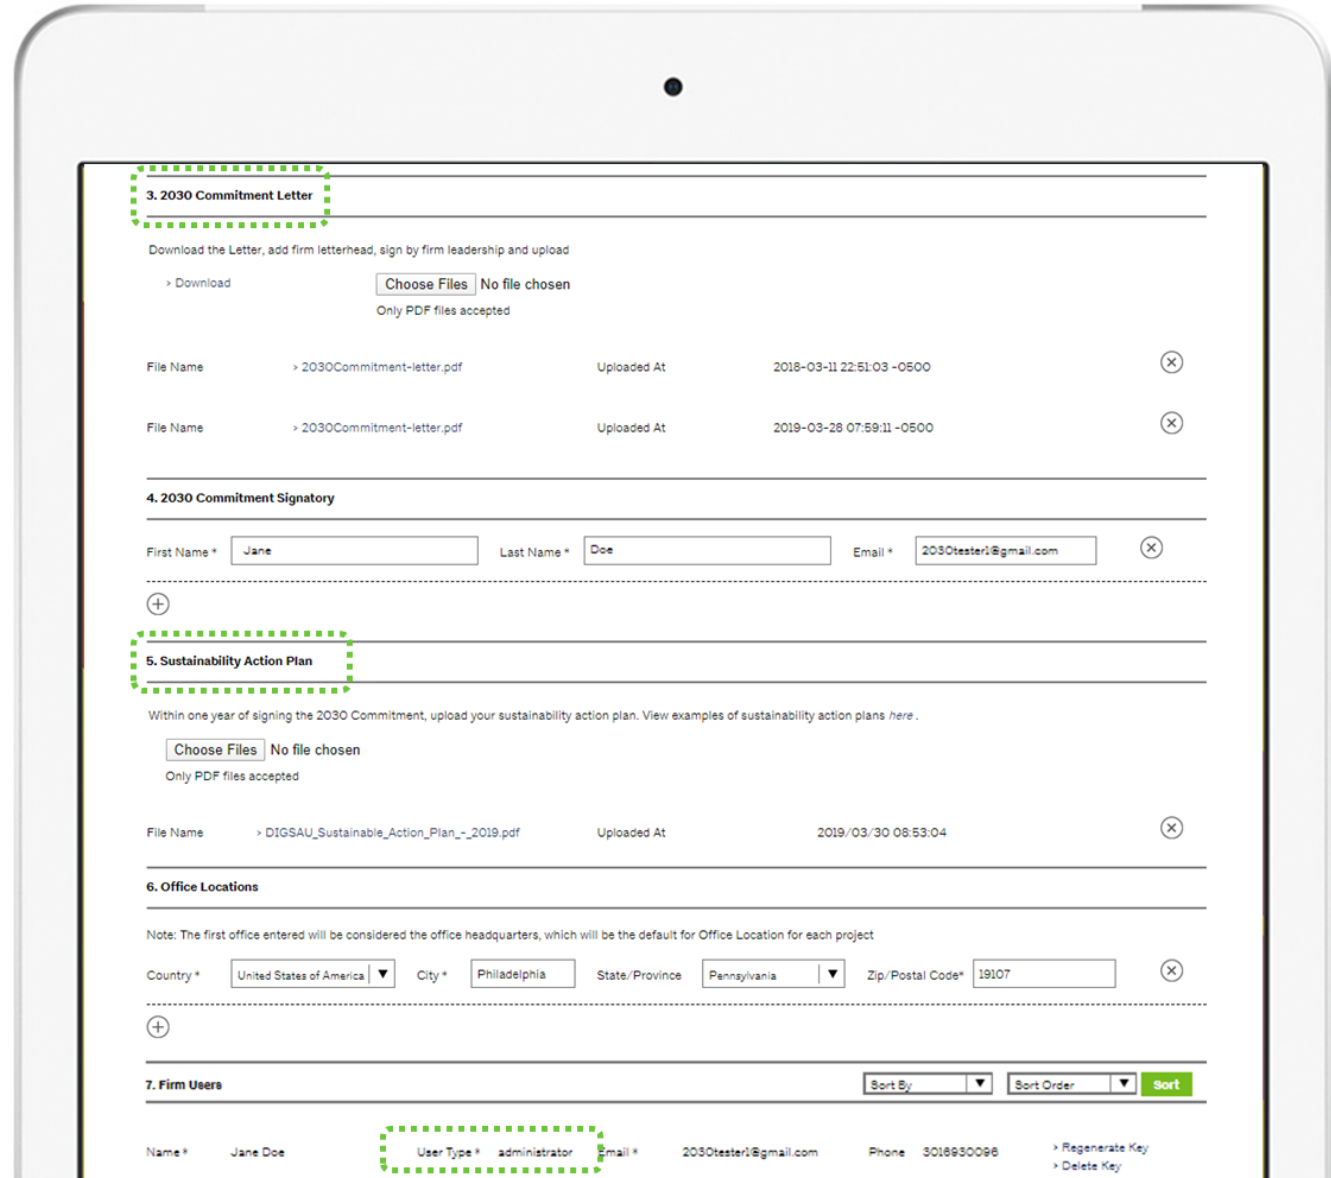 3. 2030 Commitment Letter
Download the Letter, add firm letterhead, sign by firm leadership and upload
› Download Choose Files No file chosen
Only PDF files accepted
File Name › 2030Commitment-letter.pdf Uploaded At 2018-03-11 22:51:03 -0500
File Name › 2030Commitment-letter.pdf Uploaded At 2019-03-28 07:59:11 -0500
4. 2030 Commitment Signatory
First Name * Jane Last Name * Doe Email * 2030tester1@gmail.com
5. Sustainability Action Plan
Within one year of signing the 2030 Commitment, upload your sustainability action plan. View examples of sustainability action plans here .
Choose Files No file chosen
Only PDF files accepted
File Name › DIGSAU_Sustainable_Action_Plan_-_2019.pdf Uploaded At 2019/03/30 08:53:04
6. Office Locations
Note: The first office entered will be considered the office headquarters, which will be the default for Office Location for each project
Country * United States of America City * Philadelphia State/Province Pennsylvania Zip/Postal Code* 19107
7. Firm Users Sort By Sort Order Sort
Name * Jane Doe User Type * administrator Email * 2030tester1@gmail.com Phone 3016930096 › Regenerate Key
› Delete Key